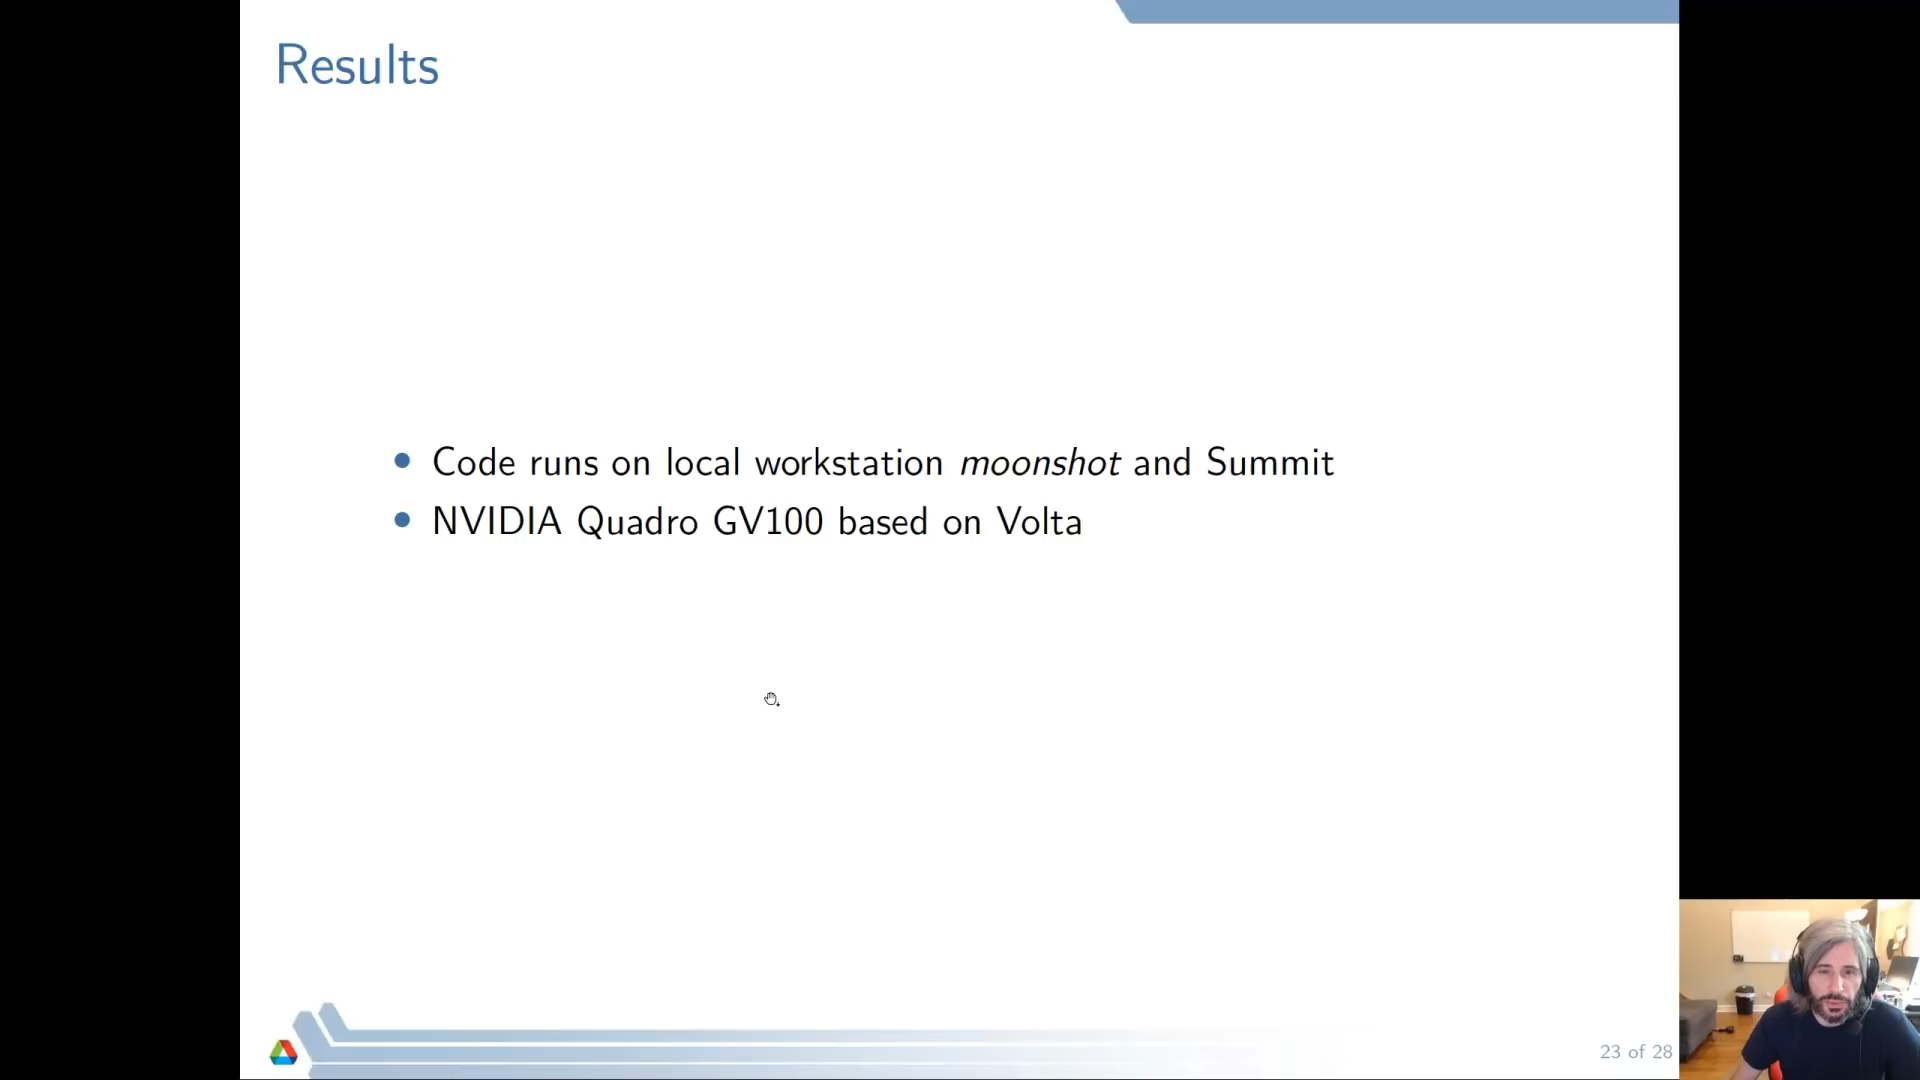 Results
Code runs on local workstation moonshot and Summit
NVIDIA Quadro GV100 based on Volta
23 of 28